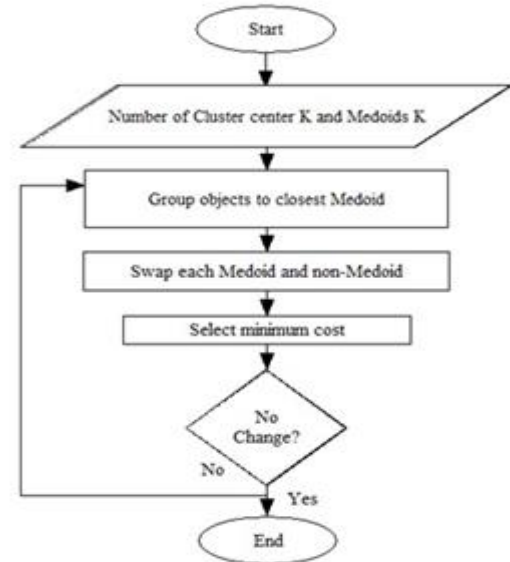 Start
Number of Cluster center K and Medoids K
Group objects to closest Medoid
Swap each Medoid and non-Medoid
Select minimum cost
No
Change?
No
Yes
End